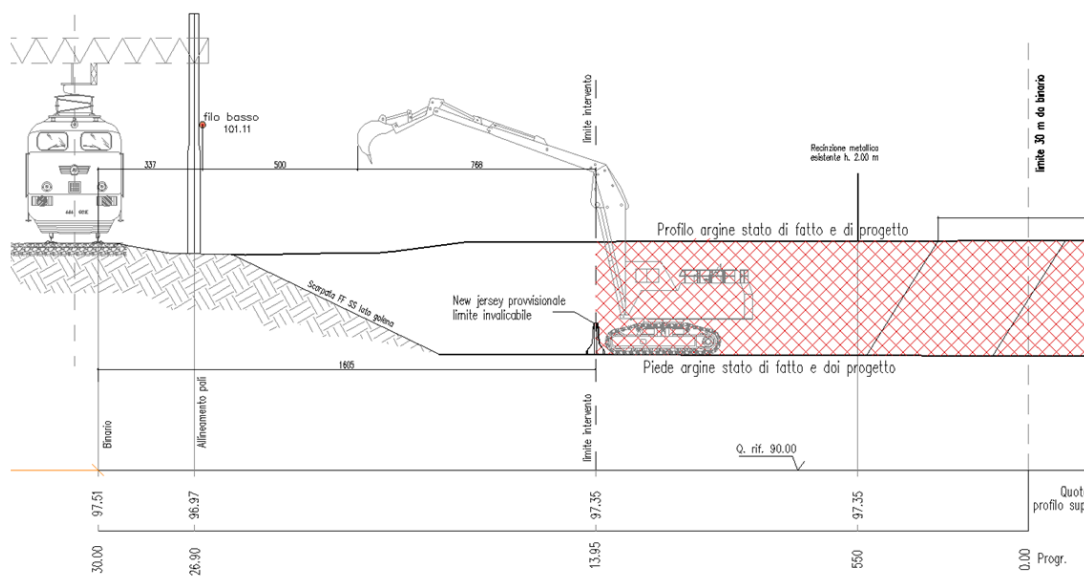 filo basso
101.11
337
500
768
limite intervento
Recinzione metallica
esistente h. 2.00 m
limite 30 m da binario
Profilo argine stato di fatto e di progetto
Scarpata FF SS lato golena
New jersey provvisionale
limite invalicabile
1605
Piede argine stato di fatto e doi progetto
Binario
Allineamento pali
limite intervento
Q. rif. 90.00
97.51
96.97
97.35
97.35
Quot
profilo sup
30.00
26.90
13.95
550
0.00
Progr.